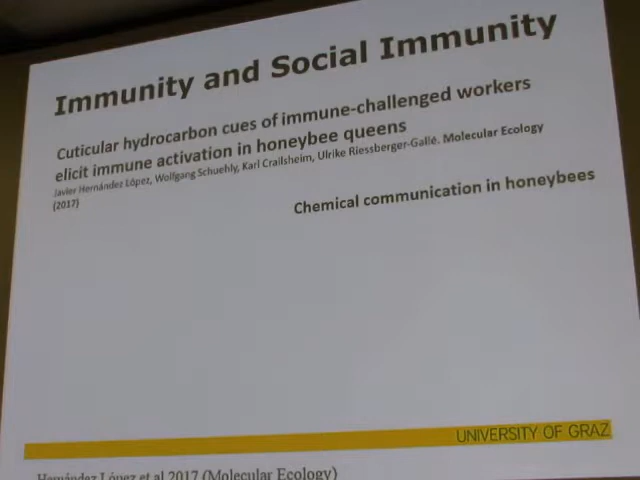 Immunity and Social Immunity
Cuticular hydrocarbon cues of immune-challenged workers
elicit immune activation in honeybee queens
Javier Hernández López, Wolfgang Schuehly, Karl Crailsheim, Ulrike Riessberger-Gallé. Molecular Ecology
(2017)
Chemical communication in honeybees
UNIVERSITY OF GRAZ
Hernández López et al 2017 (Molecular Ecology)